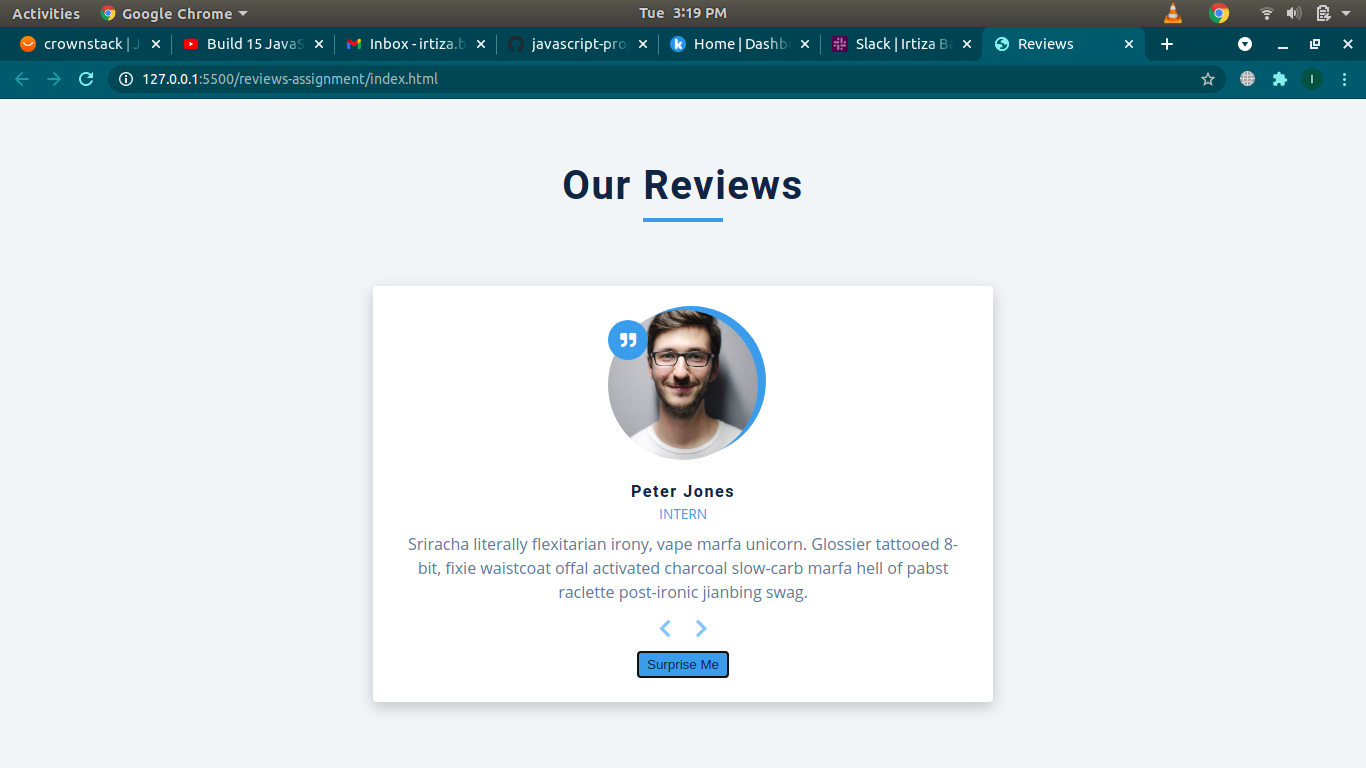 Activities Google Chrome Tue 3:19 PM
crownstack | J Build 15 JavaS Inbox - irtiza.b javascript-proj Home | Dashbo Slack | Irtiza Ba Reviews
127.0.0.1:5500/reviews-assignment/index.html I
Our Reviews
Peter Jones
INTERN
Sriracha literally flexitarian irony, vape marfa unicorn. Glossier tattooed 8-
bit, fixie waistcoat offal activated charcoal slow-carb marfa hell of pabst
raclette post-ironic jianbing swag.
Surprise Me